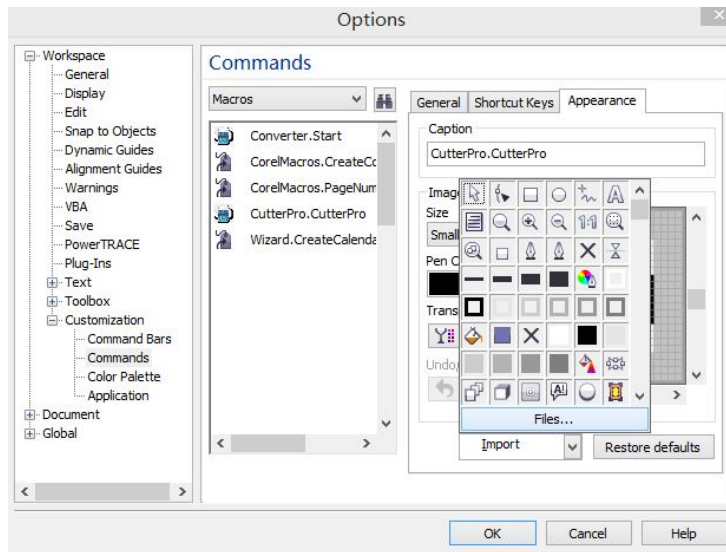 Options
Workspace
General
Display
Edit
Snap to Objects
Dynamic Guides
Alignment Guides
Warnings
VBA
Save
PowerTRACE
Plug-Ins
Text
Toolbox
Customization
Command Bars
Commands
Color Palette
Application
Document
Global
Commands
Macros
Converter.Start
CorelMacros.CreateCo
CorelMacros.PageNum
CutterPro.CutterPro
Wizard.CreateCalenda
General Shortcut Keys Appearance
Caption
CutterPro.CutterPro
Imag
Size
Small
Pen C
Trans
Undo
1:1
A
A!
Files...
Import
Restore defaults
OK Cancel Help